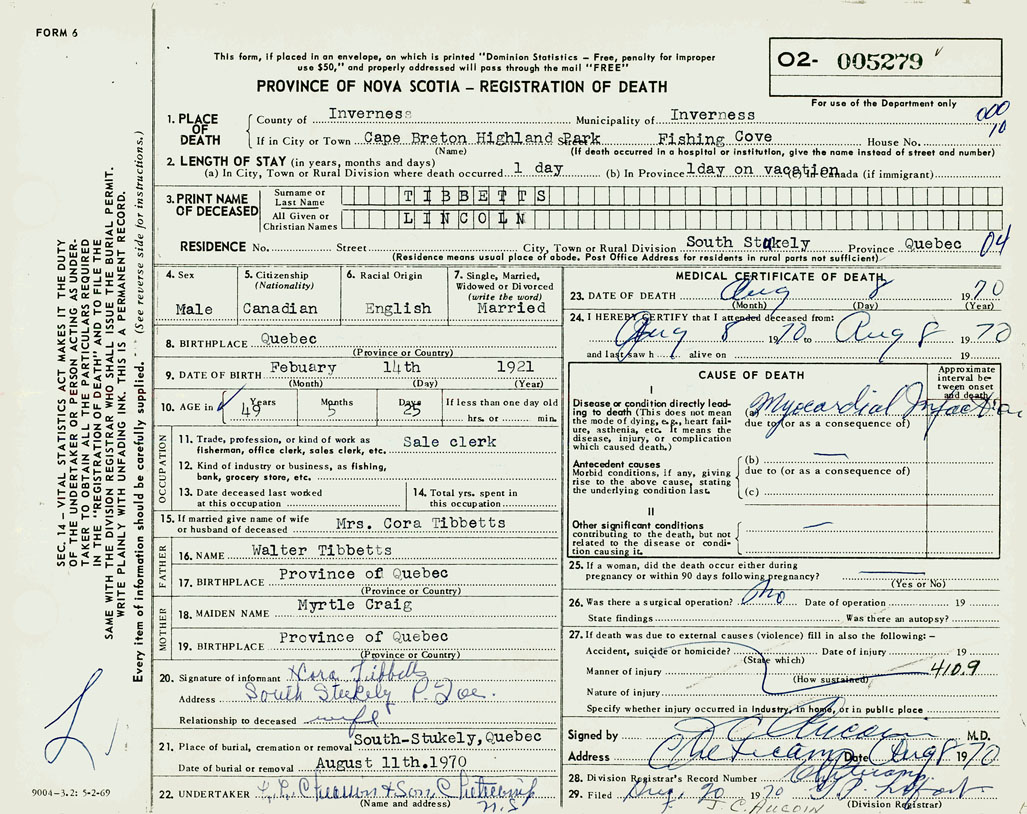 FORM 6
This form, if placed in an envelope, on which is printed "Dominion Statistics – Free, penalty for improper
use $50," and properly addressed will pass through the mail "FREE"
O2- 005279
For use of the Department only
PROVINCE OF NOVA SCOTIA – REGISTRATION OF DEATH
000
10
1. PLACE OF DEATH
County of Inverness Municipality of Inverness
If in City or Town Cape Breton Highland Park Fishing Cove House No.
(Name) (If death occurred in a hospital or institution, give the name instead of street and number)
2. LENGTH OF STAY (in years, months and days)
(a) In City, Town or Rural Division where death occurred 1 day (b) In Province 1day on vacation (c) in Canada (if immigrant)
3. PRINT NAME OF DECEASED
Surname or Last Name TIBBETTS
All Given or Christian Names LINCOLN
RESIDENCE No. Street City, Town or Rural Division South Stukely Province Quebec 04
(Residence means usual place of abode. Post Office Address for residents in rural parts not sufficient)
4. Sex
Male
5. Citizenship
(Nationality)
Canadian
6. Racial Origin
English
7. Single, Married,
Widowed or Divorced
(write the word)
Married
8. BIRTHPLACE Quebec
(Province or Country)
9. DATE OF BIRTH Febuary 14th 1921
(Month) (Day) (Year)
10. AGE in Years 49 Months 5 Days 25 If less than one day old
hrs. or min.
OCCUPATION
11. Trade, profession, or kind of work as Sale clerk
fisherman, office clerk, sales clerk, etc.
12. Kind of industry or business, as fishing,
bank, grocery store, etc.
13. Date deceased last worked
at this occupation
14. Total yrs. spent in
this occupation
15. If married give name of wife
or husband of deceased Mrs. Cora Tibbetts
FATHER
16. NAME Walter Tibbetts
17. BIRTHPLACE Province of Quebec
(Province or Country)
MOTHER
18. MAIDEN NAME Myrtle Craig
19. BIRTHPLACE Province of Quebec
(Province or Country)
20. Signature of informant Tibbetts
Address South Stukely P.
Relationship to deceased wife
21. Place of burial, cremation or removal South-Stukely, Quebec
Date of burial or removal August 11th.1970
22. UNDERTAKER & Son, Cheticamp
(Name and address) N.S.
MEDICAL CERTIFICATE OF DEATH
23. DATE OF DEATH Aug 8 1970
(Month) (Day) (Year)
24. I HEREBY CERTIFY that I attended deceased from:
Aug 8 1970 to Aug 8 1970
and last saw h alive on 19
CAUSE OF DEATH
Approximate interval between onset and death
I
Disease or condition directly leading to death (This does not mean the mode of dying, e.g., heart failure, asthenia, etc. It means the disease, injury, or complication which caused death.)
(a) Myocardial Infarction
due to (or as a consequence of)
Antecedent causes
Morbid conditions, if any, giving rise to the above cause, stating the underlying condition last.
(b) —
due to (or as a consequence of)
(c)
II
Other significant conditions
contributing to the death, but not related to the disease or condition causing it.
—
25. If a woman, did the death occur either during
pregnancy or within 90 days following pregnancy? —
(Yes or No)
26. Was there a surgical operation? No Date of operation 19
State findings Was there an autopsy?
27. If death was due to external causes (violence) fill in also the following: –
Accident, suicide or homicide? Date of injury 19
(State which)
Manner of injury 410.9
(How sustained)
Nature of injury
Specify whether injury occurred in industry, in home, or in public place
Signed by Aucoin M.D.
Address Cheticamp Date Aug 8 1970
28. Division Registrar's Record Number
29. Filed Aug. 20 1970
(Division Registrar)
J. C. AUCOIN
SEC. 14 – VITAL STATISTICS ACT MAKES IT THE DUTY
OF THE UNDERTAKER OR PERSON ACTING AS UNDER-
TAKER TO OBTAIN ALL THE PARTICULARS REQUIRED
IN THE "REGISTRATION OF DEATH" AND TO FILE THE
SAME WITH THE DIVISION REGISTRAR WHO SHALL ISSUE THE BURIAL PERMIT.
WRITE PLAINLY WITH UNFADING INK. THIS IS A PERMANENT RECORD.
Every item of information should be carefully supplied. (See reverse side for instructions.)
9004-3.2: 5-2-69